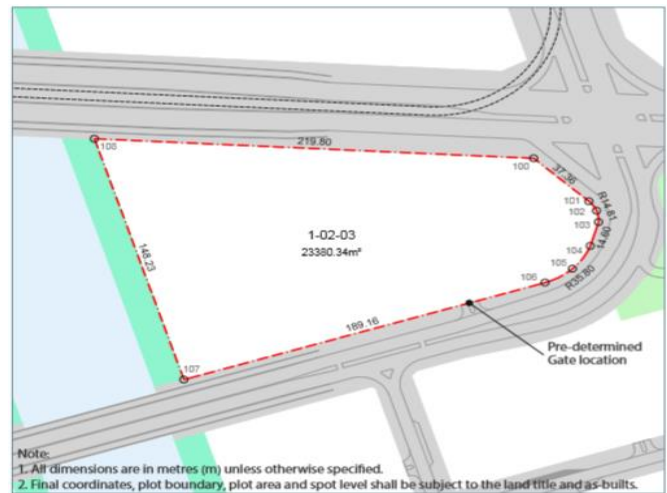 108
219.80
100
37.36
101
R14.81
102
103
1-02-03
23380.34m²
14.60
104
148.23
105
R35.80
106
189.16
Pre-determined
Gate location
107
Note:
1. All dimensions are in metres (m) unless otherwise specified.
2. Final coordinates, plot boundary, plot area and spot level shall be subject to the land title and as-builts.